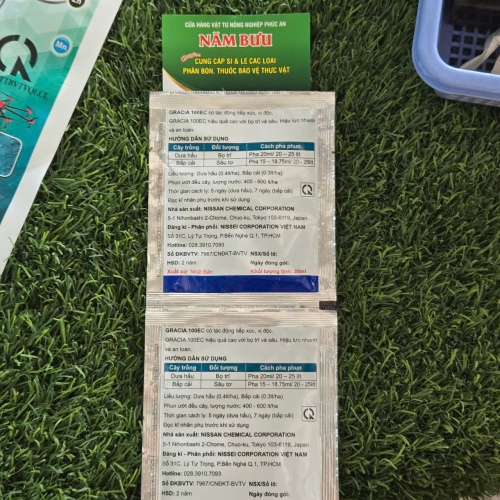 CỬA HÀNG VẬT TƯ NÔNG NGHIỆP PHÚC AN
NĂM BƯU
Chuyên
CUNG CẤP SỈ & LẺ CÁC LOẠI
PHÂN BÓN, THUỐC BẢO VỆ THỰC VẬT
Mn
TTBVTVQLCL
GRACIA 100EC có tác động tiếp xúc, vị độc.
GRACIA 100EC hiệu quả cao với bọ trĩ và sâu. Hiệu lực nhanh
và an toàn.
HƯỚNG DẪN SỬ DỤNG
Cây trồng Đối tượng Cách pha phun
Dưa hấu Bọ trĩ Pha 20ml/ 20 – 25 lít
Bắp cải Sâu tơ Pha 15 – 18.75ml/ 20 - 25lít
Liều lượng: Dưa hấu (0.4l/ha), Bắp cải (0.3l/ha)
Phun ướt đều cây, lượng nước: 400 - 600 l/ha
Thời gian cách ly: 5 ngày (dưa hấu), 7 ngày (bắp cải)
Đọc kĩ nhãn phụ trước khi sử dụng
Nhà sản xuất: NISSAN CHEMICAL CORPORATION
5-1 Nihonbashi 2-Chome, Chuo-ku, Tokyo 103-6119, Japan
Đăng kí - Phân phối: NISSEI CORPORATION VIỆT NAM
Số 31C, Lý Tự Trọng, P.Bến Nghé Q.1, TP.HCM
Hotline: 028.3910.7093
Số ĐKBVTV: 7967/CNĐKT-BVTV NSX/Số lô:
HSD: 2 năm Ngày đóng gói:
Xuất xứ: Nhật Bản Khối lượng tịnh: 20ml
GRACIA 100EC có tác động tiếp xúc, vị độc.
GRACIA 100EC hiệu quả cao với bọ trĩ và sâu. Hiệu lực nhanh
và an toàn.
HƯỚNG DẪN SỬ DỤNG
Cây trồng Đối tượng Cách pha phun
Dưa hấu Bọ trĩ Pha 20ml/ 20 – 25 lít
Bắp cải Sâu tơ Pha 15 – 18.75ml/ 20 - 25lít
Liều lượng: Dưa hấu (0.4l/ha), Bắp cải (0.3l/ha)
Phun ướt đều cây, lượng nước: 400 - 600 l/ha
Thời gian cách ly: 5 ngày (dưa hấu), 7 ngày (bắp cải)
Đọc kĩ nhãn phụ trước khi sử dụng
Nhà sản xuất: NISSAN CHEMICAL CORPORATION
5-1 Nihonbashi 2-Chome, Chuo-ku, Tokyo 103-6119, Japan
Đăng kí - Phân phối: NISSEI CORPORATION VIỆT NAM
Số 31C, Lý Tự Trọng, P.Bến Nghé Q.1, TP.HCM
Hotline: 028.3910.7093
Số ĐKBVTV: 7967/CNĐKT-BVTV NSX/Số lô:
HSD: 2 năm Ngày đóng gói: